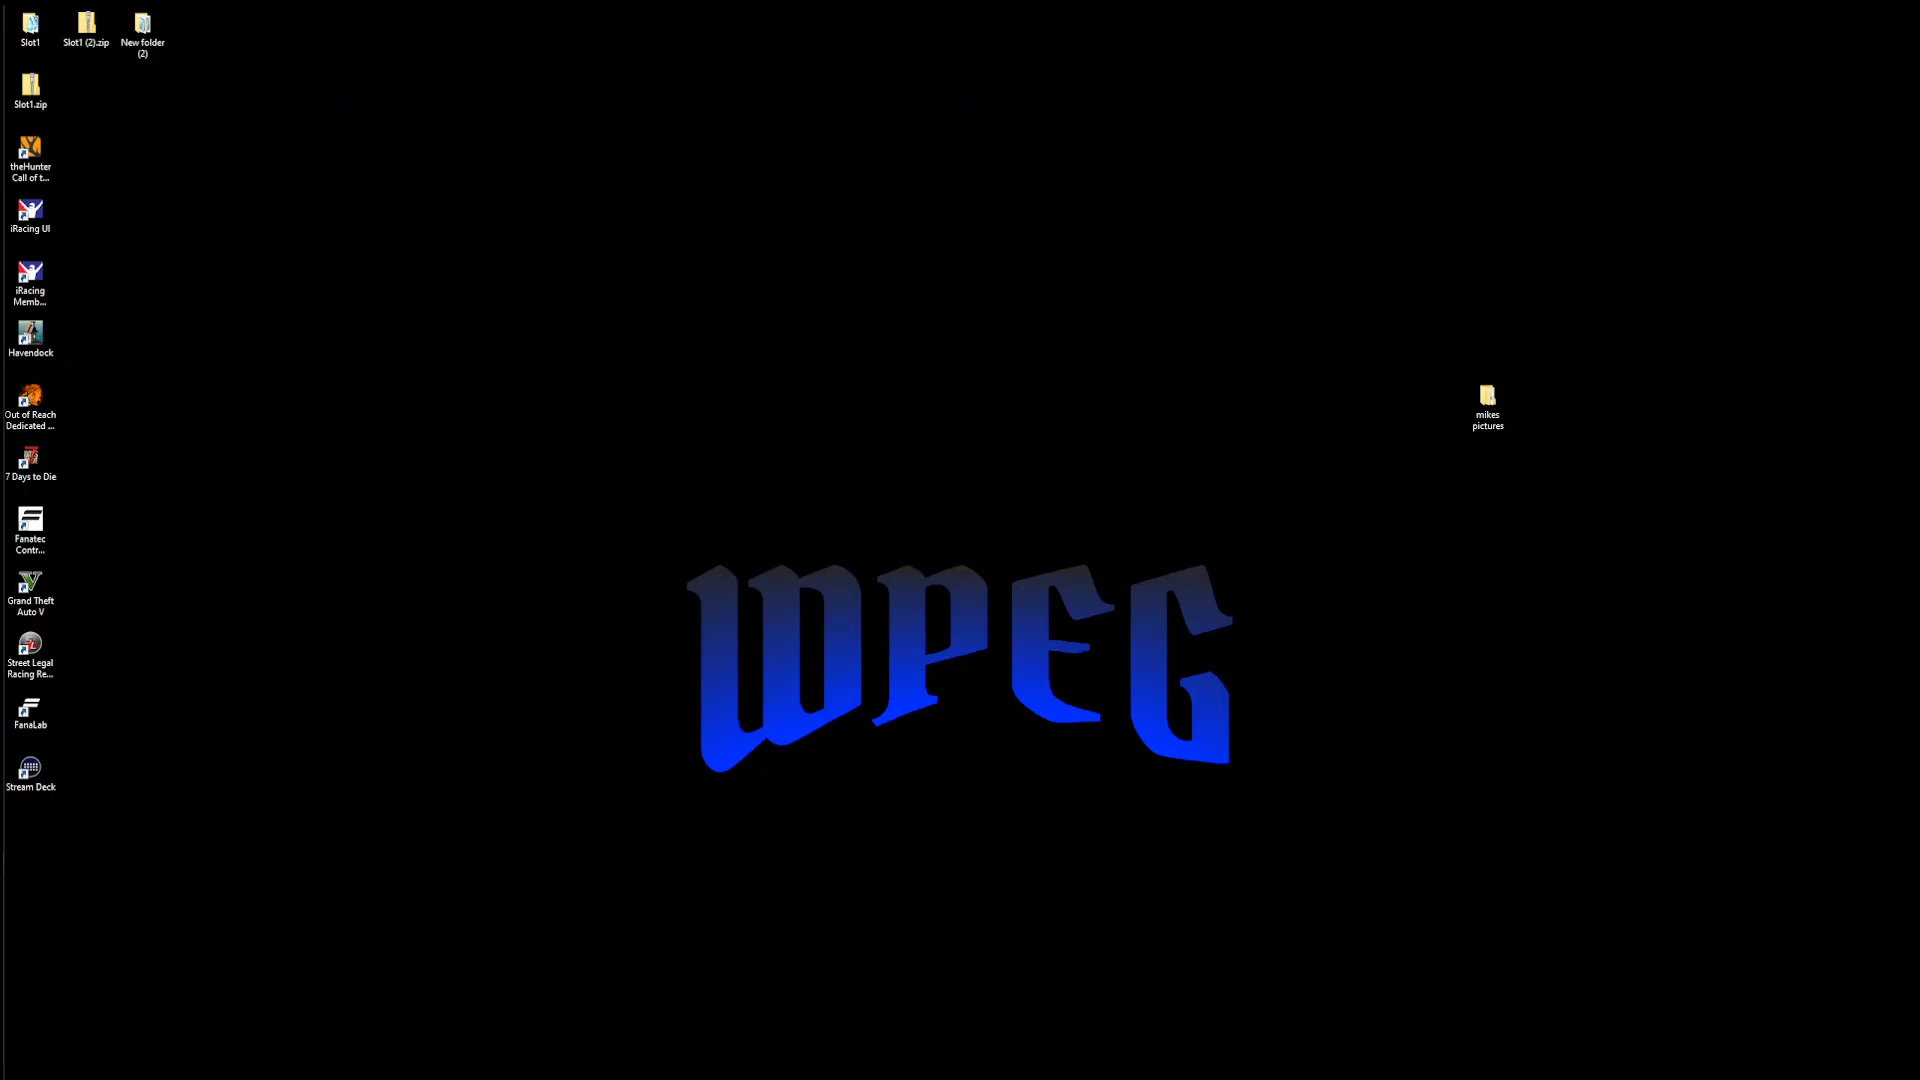 Slot1
Slot1 (2).zip
New folder
(2)
Slot1.zip
theHunter
Call of t...
iRacing UI
iRacing
Memb...
Havendock
Out of Reach
Dedicated ...
7 Days to Die
Fanatec
Contr...
Grand Theft
Auto V
Street Legal
Racing Re...
FanaLab
Stream Deck
mikes
pictures
WPEG